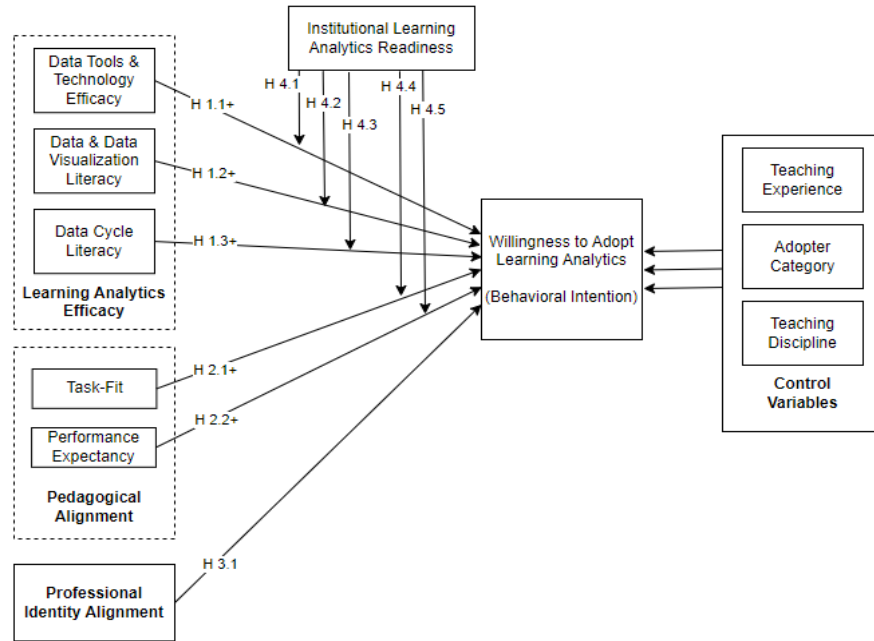 Institutional Learning
Analytics Readiness
Data Tools &
Technology
Efficacy
Data & Data
Visualization
Literacy
Data Cycle
Literacy
Learning Analytics
Efficacy
H 1.1+
H 1.2+
H 1.3+
H 4.1
H 4.2
H 4.3
H 4.4
H 4.5
Task-Fit
Performance
Expectancy
Pedagogical
Alignment
H 2.1+
H 2.2+
Professional
Identity Alignment
H 3.1
Willingness to Adopt
Learning Analytics
(Behavioral Intention)
Teaching
Experience
Adopter
Category
Teaching
Discipline
Control
Variables